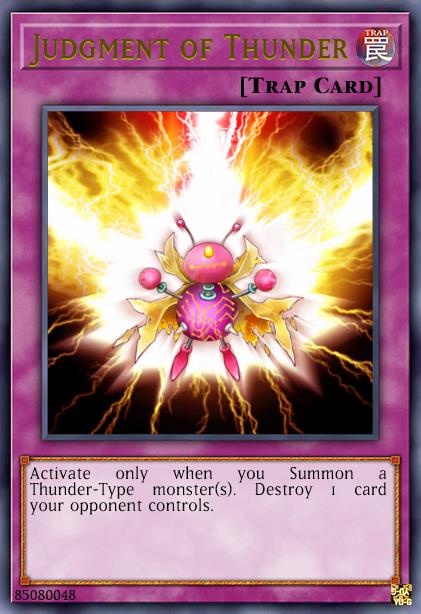 Judgment of Thunder
TRAP
罠
[Trap Card]
Activate only when you Summon a
Thunder-Type monster(s). Destroy 1 card
your opponent controls.
85080048